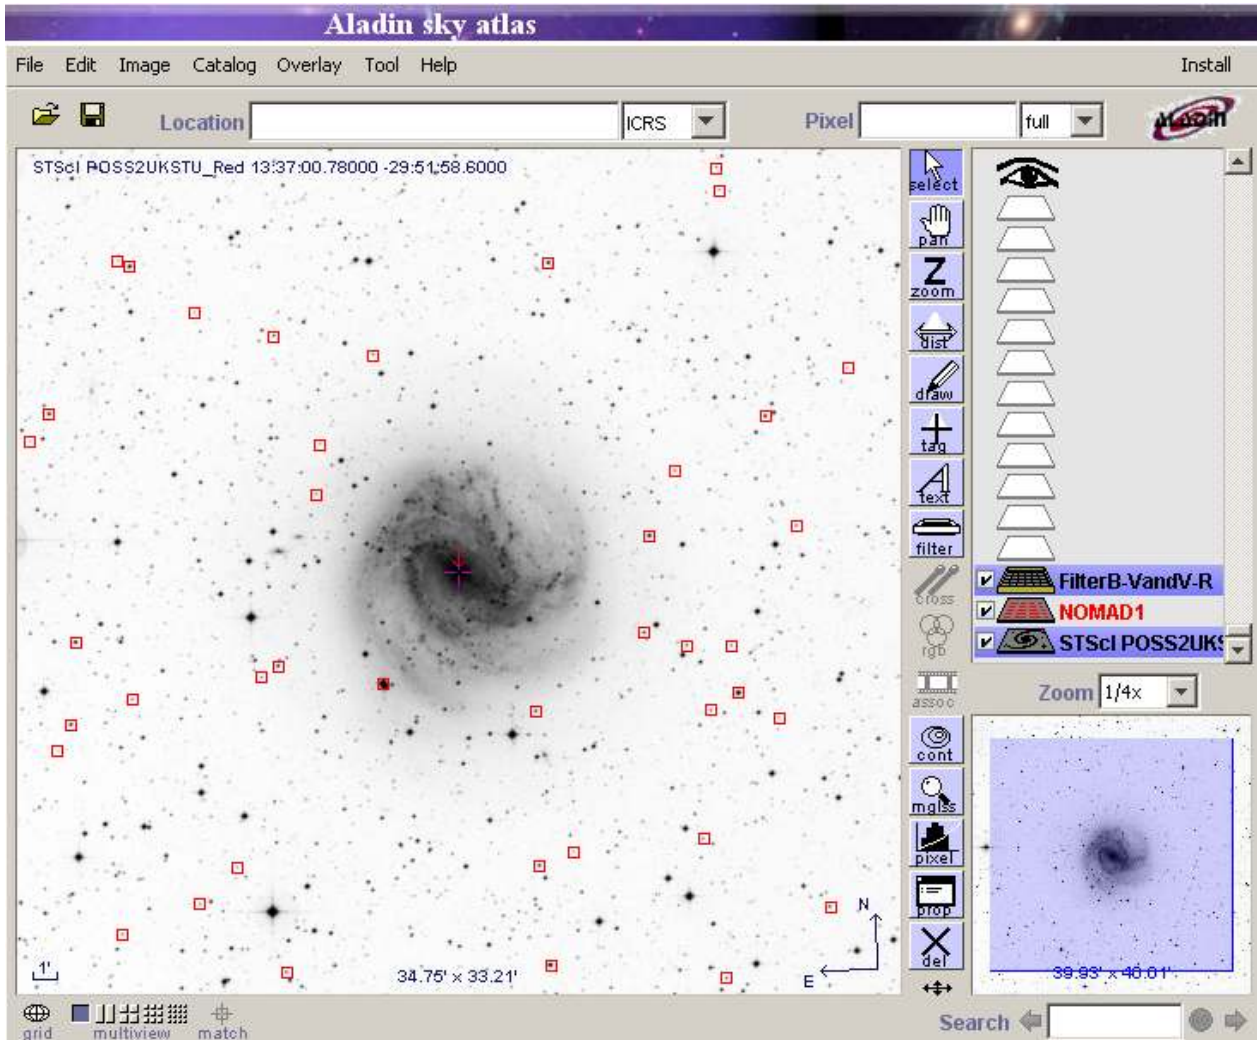 Aladin sky atlas
File Edit Image Catalog Overlay Tool Help Install
Location ICRS Pixel full Aladin
STScI POSS2UKSTU_Red 13:37:00.78000 -29:51:58.6000
select
pan
Z
zoom
dist
draw
tag
text
filter
cross
FilterB-VandV-R
NOMAD1
rgb
STScI POSS2UKS
assoc
Zoom 1/4x
cont
mglss
pixel
prop
N
del
1'
34.75' x 33.21'
E
39.93' x 40.01'
grid multiview match
Search